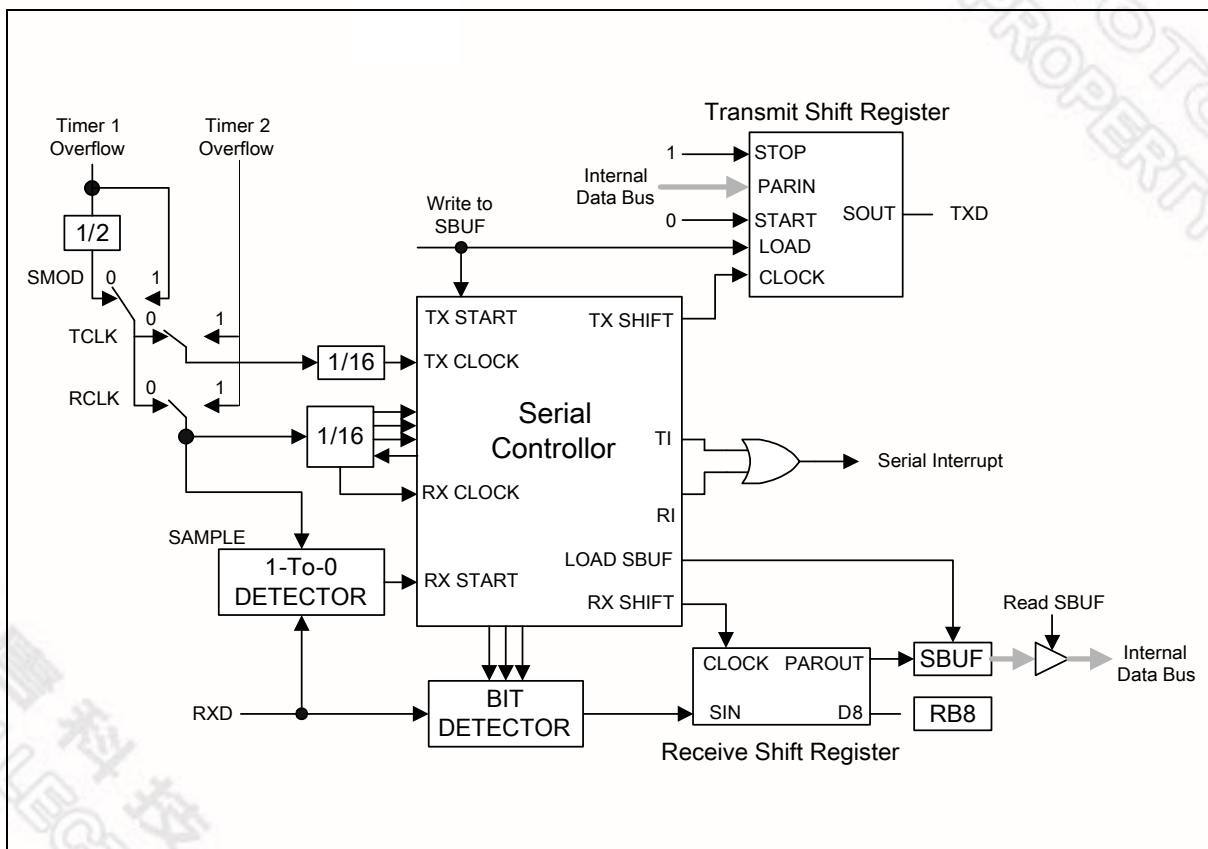 Timer 1
Overflow
Timer 2
Overflow
1/2
SMOD
0
1
TCLK
0
1
RCLK
0
1
1/16
1/16
SAMPLE
1-To-0
DETECTOR
RXD
BIT
DETECTOR
Write to
SBUF
TX START
TX CLOCK
RX CLOCK
RX START
Serial
Controllor
TX SHIFT
TI
RI
LOAD SBUF
RX SHIFT
Transmit Shift Register
1
Internal
Data Bus
0
STOP
PARIN
START
LOAD
CLOCK
SOUT
TXD
Serial Interrupt
CLOCK
PAROUT
SIN
D8
Receive Shift Register
SBUF
RB8
Read SBUF
Internal
Data Bus
PROPERTY
科技